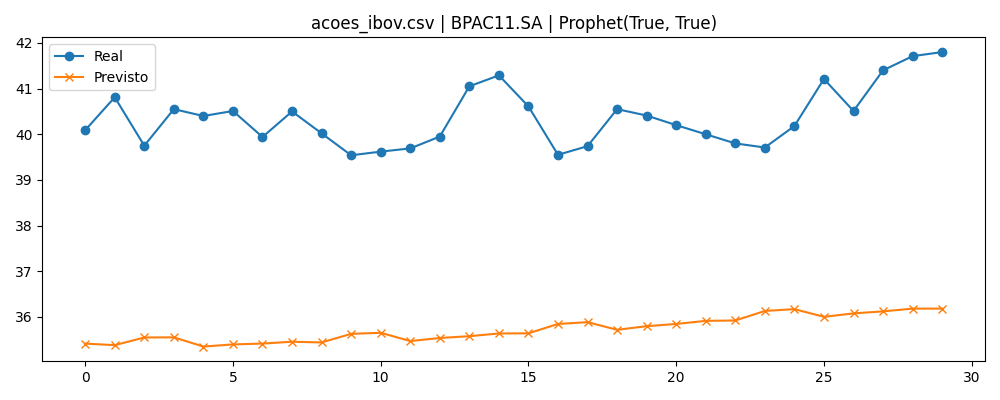 acoes_ibov.csv | BPAC11.SA | Prophet(True, True)
Real
Previsto
42
41
40
39
38
37
36
0 5 10 15 20 25 30